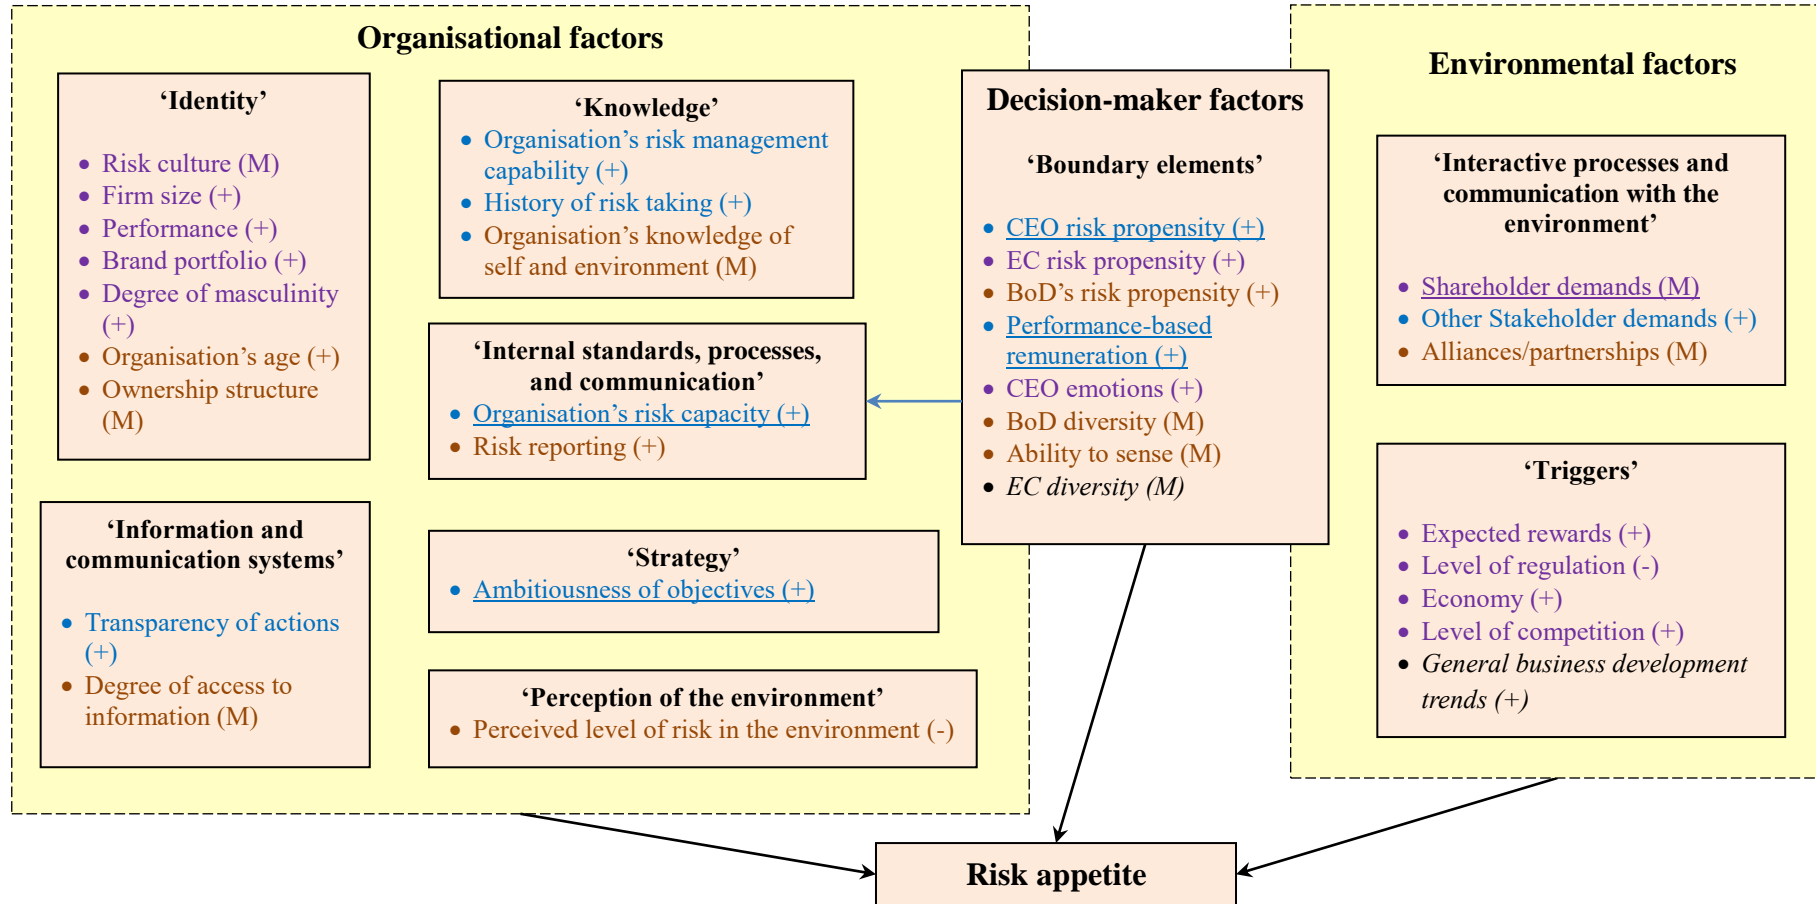 Organisational factors
‘Identity’
• Risk culture (M)
• Firm size (+)
• Performance (+)
• Brand portfolio (+)
• Degree of masculinity
(+)
• Organisation’s age (+)
• Ownership structure
(M)
‘Information and
communication systems’
• Transparency of actions
(+)
• Degree of access to
information (M)
‘Knowledge’
• Organisation’s risk management
capability (+)
• History of risk taking (+)
• Organisation’s knowledge of
self and environment (M)
‘Internal standards, processes,
and communication’
• Organisation’s risk capacity (+)
• Risk reporting (+)
‘Strategy’
• Ambitiousness of objectives (+)
‘Perception of the environment’
• Perceived level of risk in the environment (-)
Decision-maker factors
‘Boundary elements’
• CEO risk propensity (+)
• EC risk propensity (+)
• BoD’s risk propensity (+)
• Performance-based
remuneration (+)
• CEO emotions (+)
• BoD diversity (M)
• Ability to sense (M)
• EC diversity (M)
Environmental factors
‘Interactive processes and
communication with the
environment’
• Shareholder demands (M)
• Other Stakeholder demands (+)
• Alliances/partnerships (M)
‘Triggers’
• Expected rewards (+)
• Level of regulation (-)
• Economy (+)
• Level of competition (+)
• General business development
trends (+)
Risk appetite